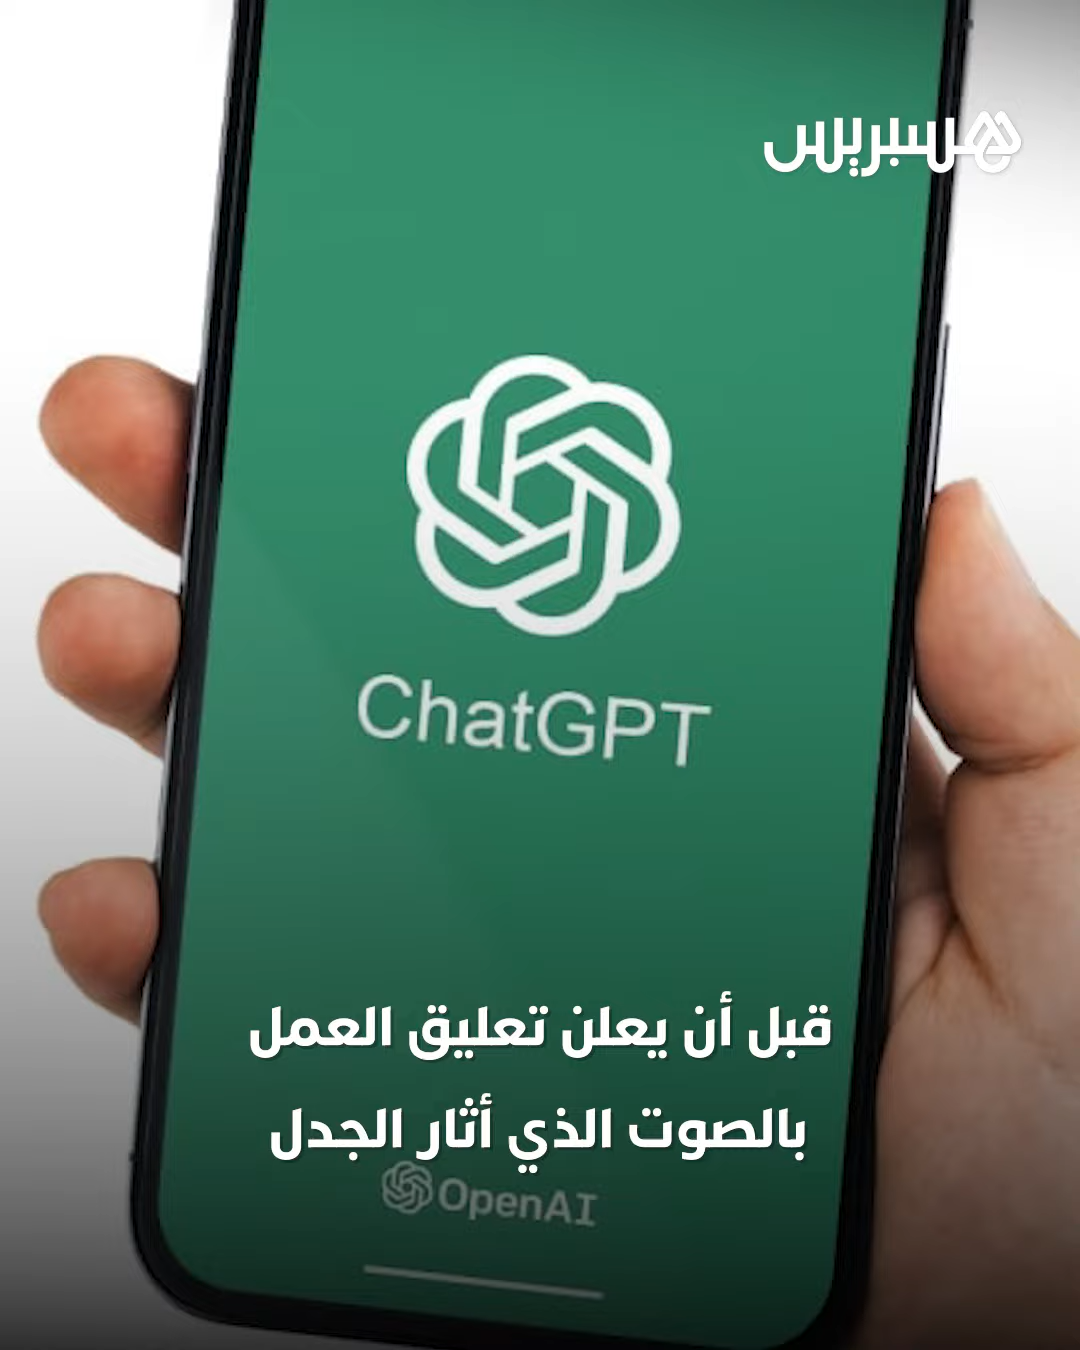 هسبريس
ChatGPT
قبل أن يعلن تعليق العمل
بالصوت الذي أثار الجدل
OpenAI